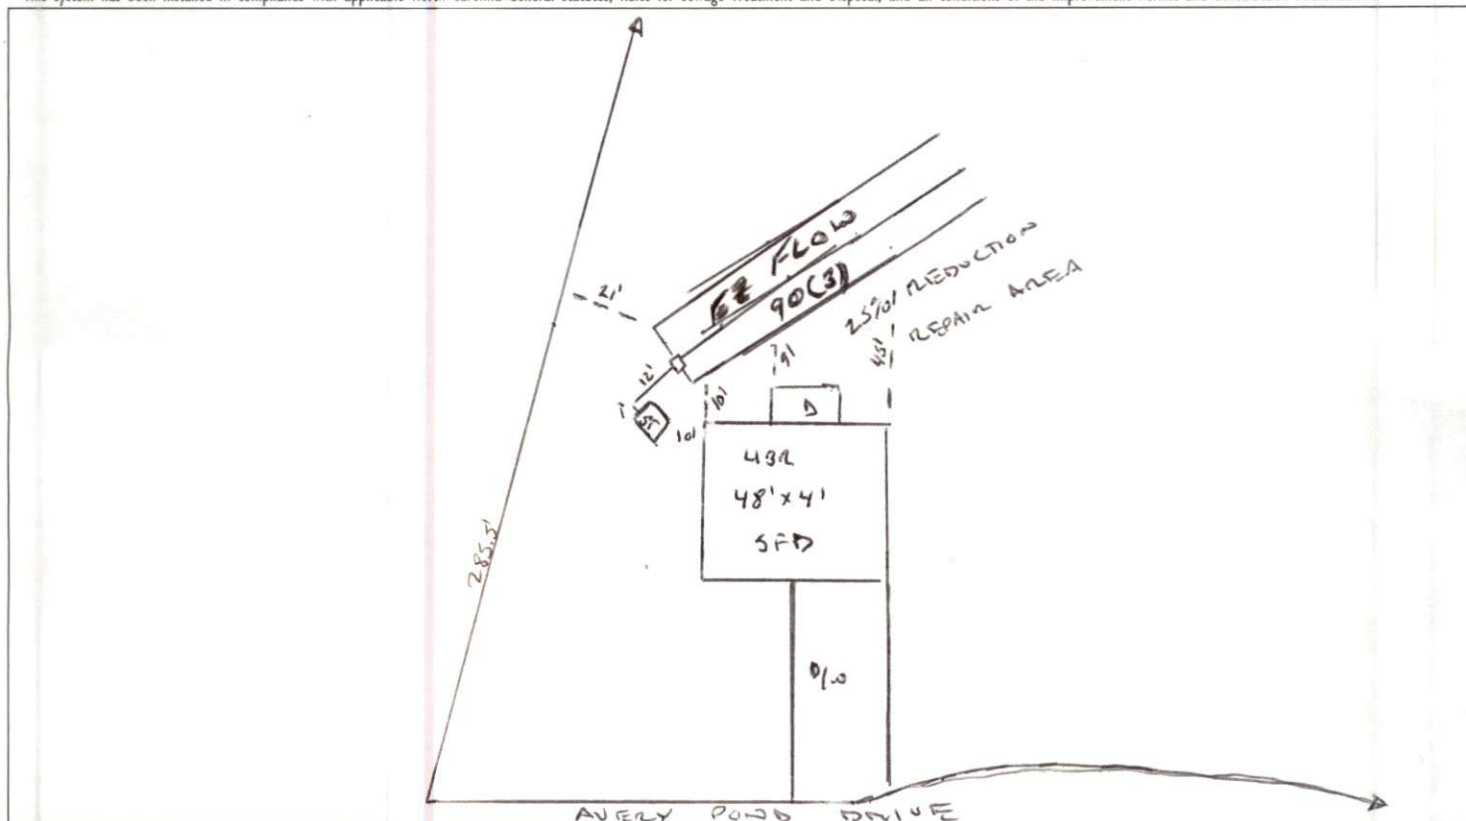 EZ FLOW
90(3)
25% REDUCTION
REPAIR AREA
21'
12'
9'
45'
10'
ST
10'
D
4BR
48' x 41
SFD
285.5'
D/W
AVERY POND DRIVE